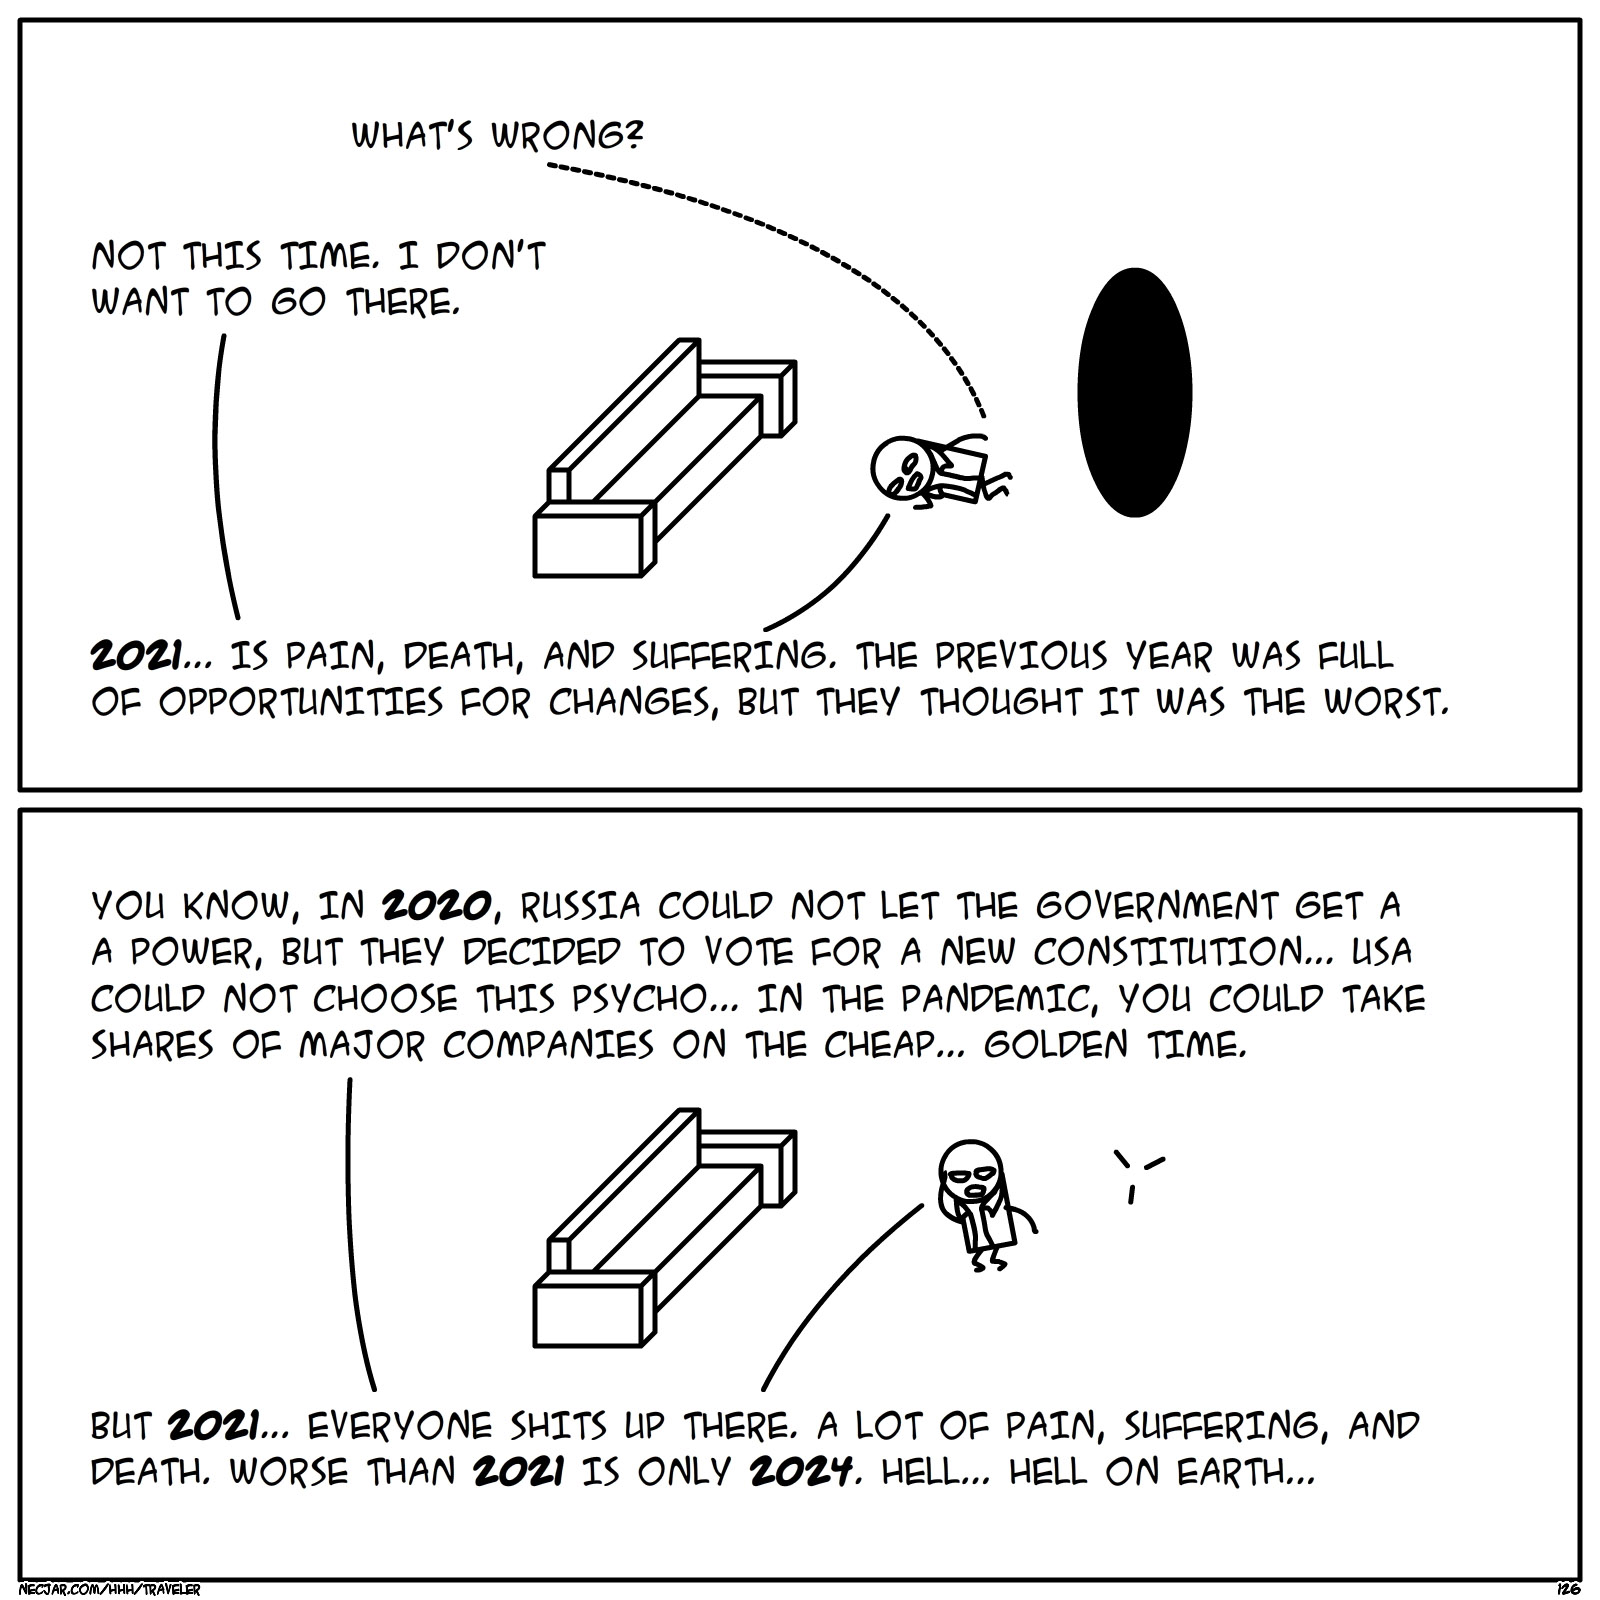 WHAT'S WRONG?
NOT THIS TIME. I DON'T
WANT TO GO THERE.
2021... IS PAIN, DEATH, AND SUFFERING. THE PREVIOUS YEAR WAS FULL
OF OPPORTUNITIES FOR CHANGES, BUT THEY THOUGHT IT WAS THE WORST.
YOU KNOW, IN 2020, RUSSIA COULD NOT LET THE GOVERNMENT GET A
A POWER, BUT THEY DECIDED TO VOTE FOR A NEW CONSTITUTION... USA
COULD NOT CHOOSE THIS PSYCHO... IN THE PANDEMIC, YOU COULD TAKE
SHARES OF MAJOR COMPANIES ON THE CHEAP... GOLDEN TIME.
BUT 2021... EVERYONE SHITS UP THERE. A LOT OF PAIN, SUFFERING, AND
DEATH. WORSE THAN 2021 IS ONLY 2024. HELL... HELL ON EARTH...
NECJAR.COM/HHH/TRAVELER
126